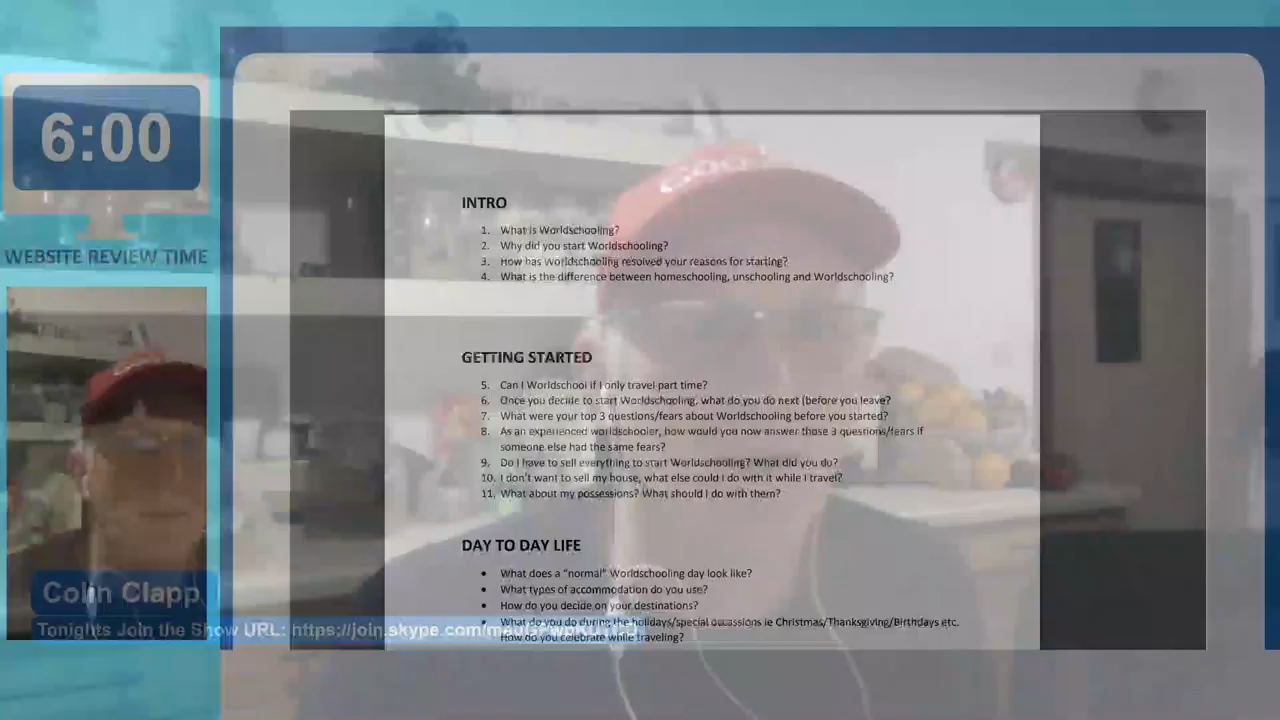 6:00
WEBSITE REVIEW TIME
INTRO
1. What is Worldschooling?
2. Why did you start Worldschooling?
3. How has Worldschooling resolved your reasons for starting?
4. What is the difference between homeschooling, unschooling and Worldschooling?
GETTING STARTED
5. Can I Worldschool if I only travel part time?
6. Once you decide to start Worldschooling, what do you do next (before you leave?
7. What were your top 3 questions/fears about Worldschooling before you started?
8. As an experienced worldschooler, how would you now answer those 3 questions/fears if
someone else had the same fears?
9. Do I have to sell everything to start Worldschooling? What did you do?
10. I don't want to sell my house, what else could I do with it while I travel?
11. What about my possessions? What should I do with them?
DAY TO DAY LIFE
• What does a "normal" Worldschooling day look like?
• What types of accommodation do you use?
• How do you decide on your destinations?
• What do you do during the holidays/special occassions ie Christmas/Thanksgiving/Birthdays etc.
How do you celebrate while traveling?
Colin Clapp
Tonights Join the Show URL: